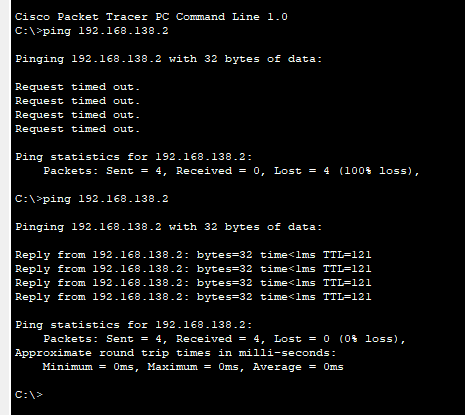 Cisco Packet Tracer PC Command Line 1.0
C:\>ping 192.168.138.2
Pinging 192.168.138.2 with 32 bytes of data:
Request timed out.
Request timed out.
Request timed out.
Request timed out.
Ping statistics for 192.168.138.2:
Packets: Sent = 4, Received = 0, Lost = 4 (100% loss),
C:\>ping 192.168.138.2
Pinging 192.168.138.2 with 32 bytes of data:
Reply from 192.168.138.2: bytes=32 time<1ms TTL=121
Reply from 192.168.138.2: bytes=32 time<1ms TTL=121
Reply from 192.168.138.2: bytes=32 time<1ms TTL=121
Reply from 192.168.138.2: bytes=32 time<1ms TTL=121
Ping statistics for 192.168.138.2:
Packets: Sent = 4, Received = 4, Lost = 0 (0% loss),
Approximate round trip times in milli-seconds:
Minimum = 0ms, Maximum = 0ms, Average = 0ms
C:\>